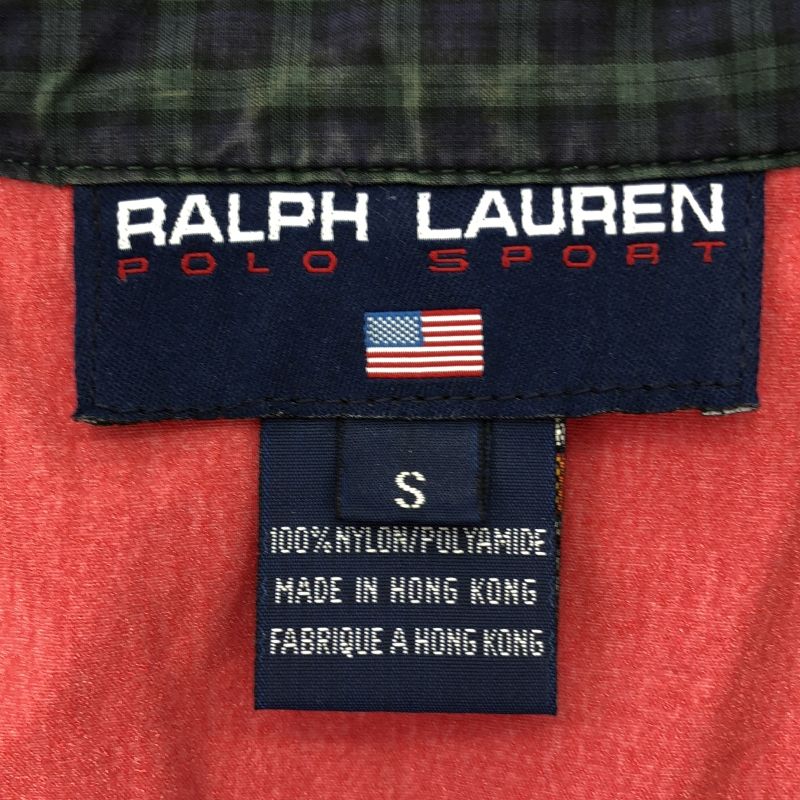 RALPH LAUREN
POLO SPORT
S
100% NYLON/POLYAMIDE
MADE IN HONG KONG
FABRIQUE A HONG KONG